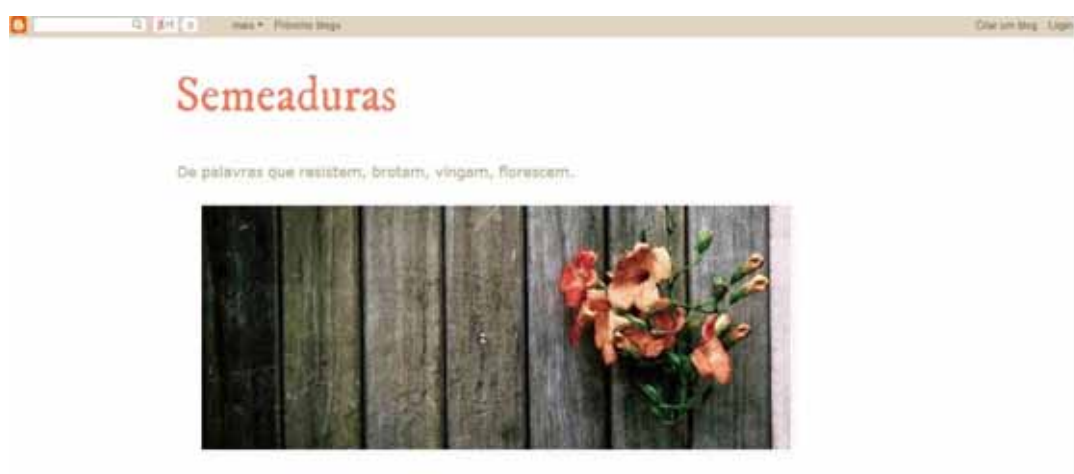 mais Próximo blog»
Criar um blog Login
Semeaduras
De palavras que resistem, brotam, vingam, florescem.